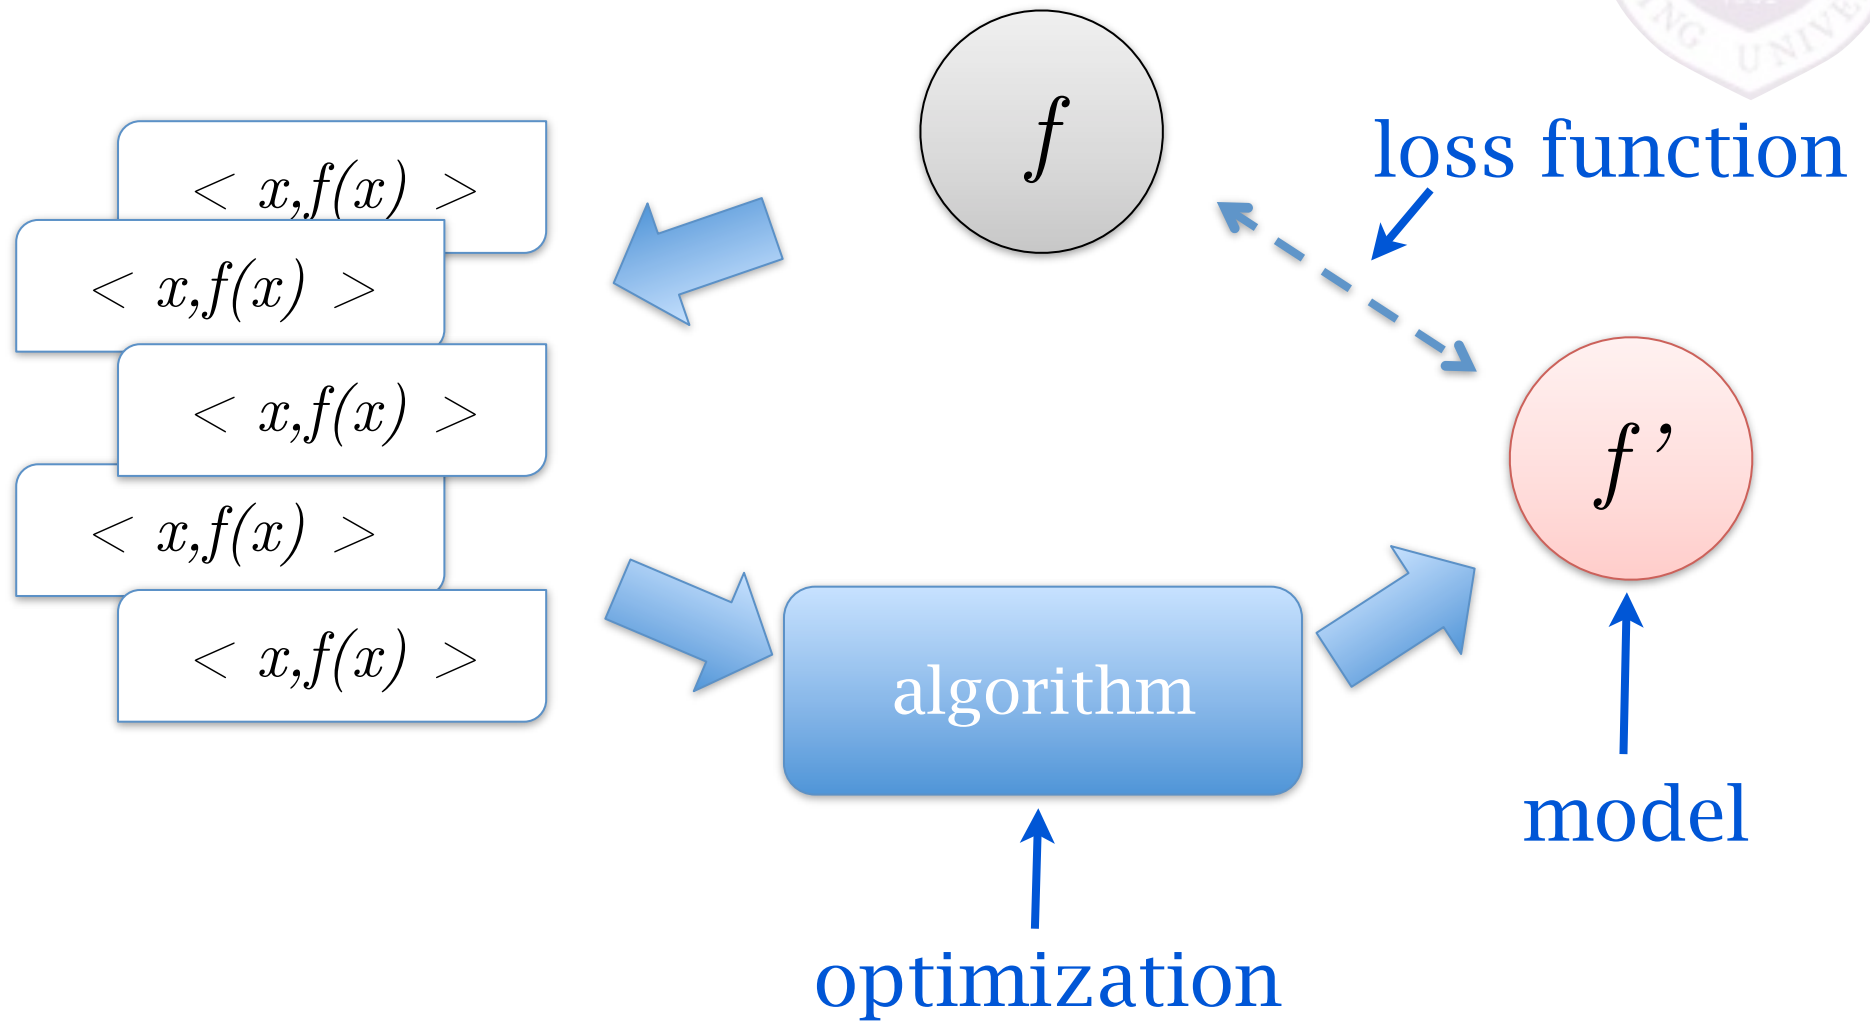 f
loss function
< x,f(x) >
< x,f(x) >
< x,f(x) >
< x,f(x) >
< x,f(x) >
f '
algorithm
model
optimization